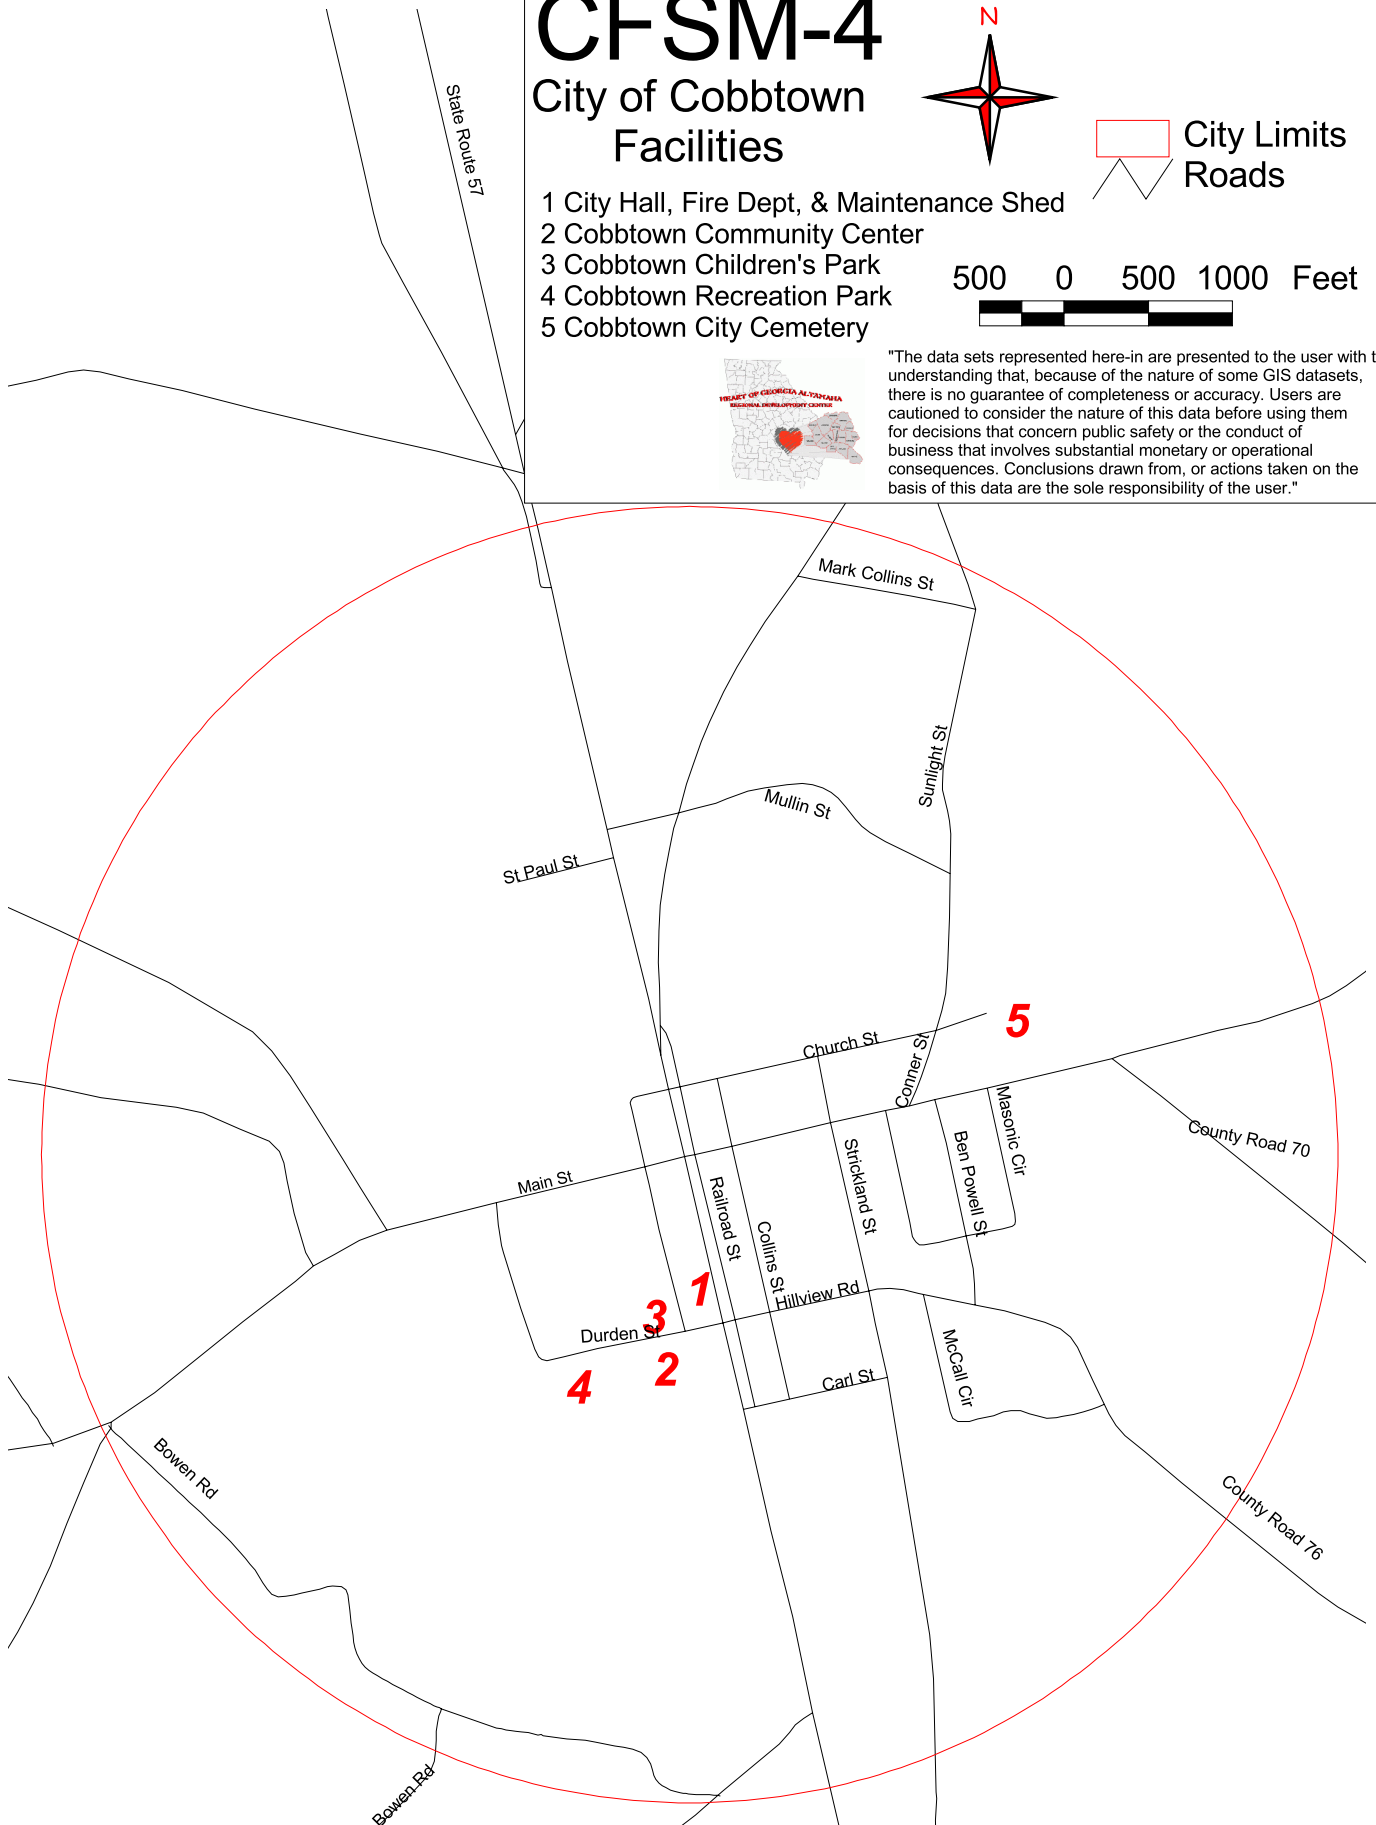 CFSM-4
City of Cobbtown
Facilities
N
City Limits
Roads
1 City Hall, Fire Dept, & Maintenance Shed
2 Cobbtown Community Center
3 Cobbtown Children's Park
4 Cobbtown Recreation Park
5 Cobbtown City Cemetery
500 0 500 1000 Feet
HEART OF GEORGIA ALTAMAHA
REGIONAL DEVELOPMENT CENTER
"The data sets represented here-in are presented to the user with t
understanding that, because of the nature of some GIS datasets,
there is no guarantee of completeness or accuracy. Users are
cautioned to consider the nature of this data before using them
for decisions that concern public safety or the conduct of
business that involves substantial monetary or operational
consequences. Conclusions drawn from, or actions taken on the
basis of this data are the sole responsibility of the user."
State Route 57
Mark Collins St
Sunlight St
Mullin St
St Paul St
5
Church St
Conner St
Masonic Cir
Ben Powell St
County Road 70
Main St
Strickland St
Railroad St
Collins St
1
Hillview Rd
3
Durden St
2
4
McCall Cir
Carl St
Bowen Rd
County Road 76
Bowen Rd